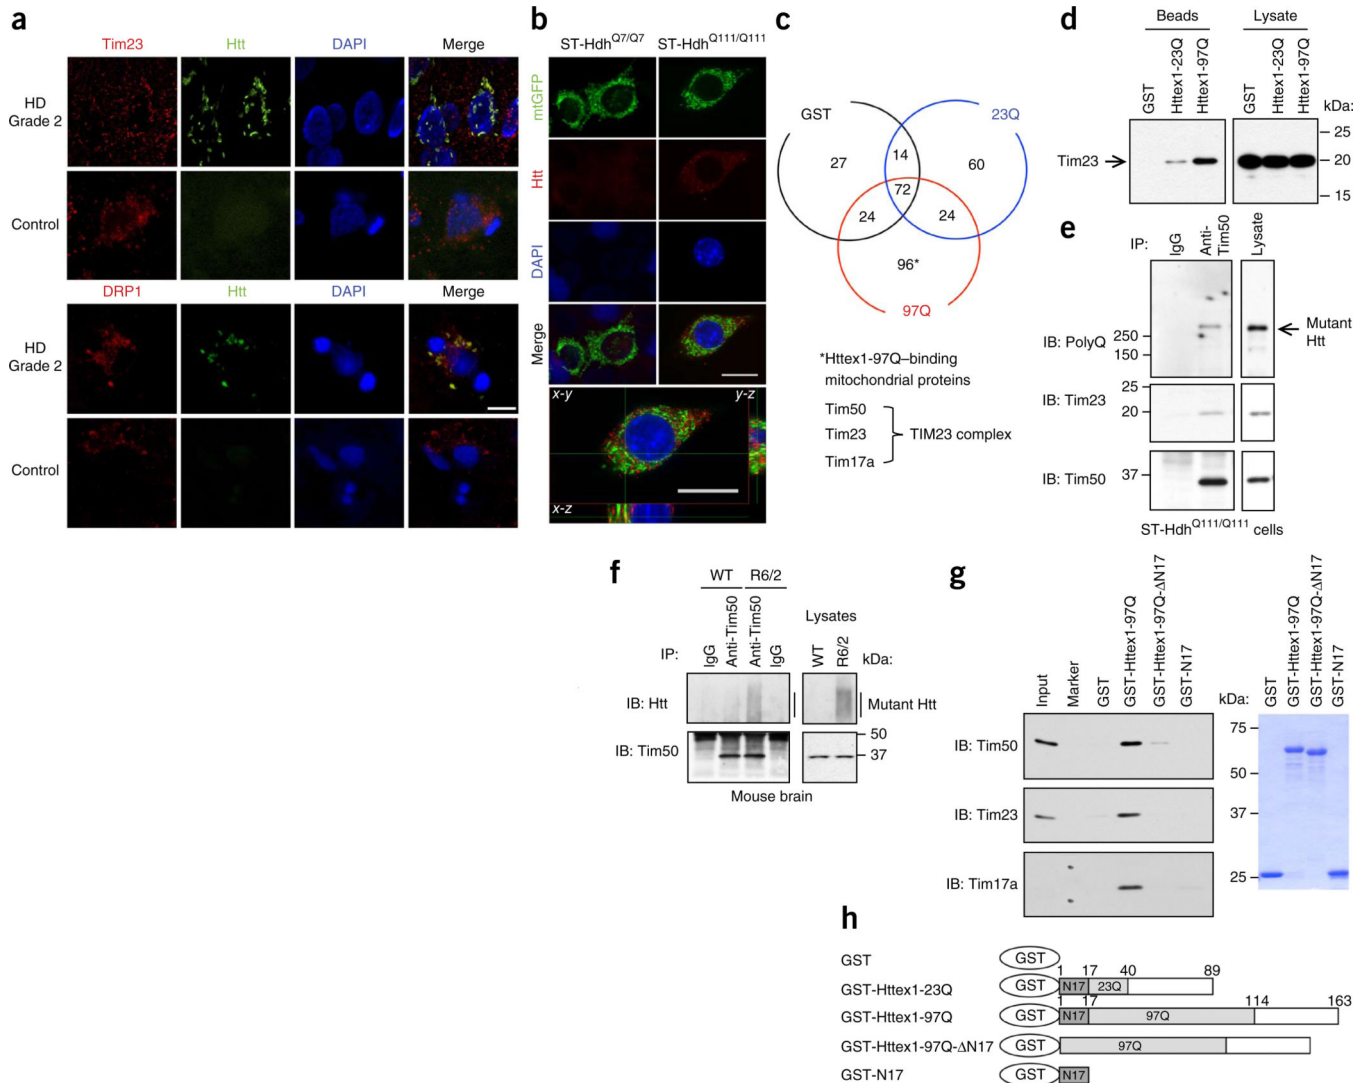 a
Tim23 Htt DAPI Merge
HD
Grade 2
Control
DRP1 Htt DAPI Merge
HD
Grade 2
Control
b
ST-Hdh^Q7/Q7 ST-Hdh^Q111/Q111
mtGFP
Htt
DAPI
Merge
x-y
y-z
x-z
c
GST
23Q
27
14
60
72
24
24
96*
97Q
*Httex1-97Q–binding
mitochondrial proteins
Tim50
Tim23
Tim17a
TIM23 complex
d
Beads Lysate
GST
Httex1-23Q
Httex1-97Q
GST
Httex1-23Q
Httex1-97Q
kDa:
25
20
15
Tim23
e
IP:
IgG
Anti-
Tim50
Lysate
IB: PolyQ
250
150
Mutant
Htt
25
20
IB: Tim23
37
IB: Tim50
ST-Hdh^Q111/Q111 cells
f
WT R6/2
IP:
IgG
Anti-Tim50
Anti-Tim50
IgG
Lysates
WT
R6/2
kDa:
IB: Htt
Mutant Htt
IB: Tim50
50
37
Mouse brain
g
Input
Marker
GST
GST-Httex1-97Q
GST-Httex1-97Q-ΔN17
GST-N17
IB: Tim50
IB: Tim23
IB: Tim17a
kDa:
GST
GST-Httex1-97Q
GST-Httex1-97Q-ΔN17
GST-N17
75
50
37
25
h
GST GST
1 17 40 89
GST-Httex1-23Q GST N17 23Q
1 17 114 163
GST-Httex1-97Q GST N17 97Q
GST-Httex1-97Q-ΔN17 GST 97Q
GST-N17 GST N17